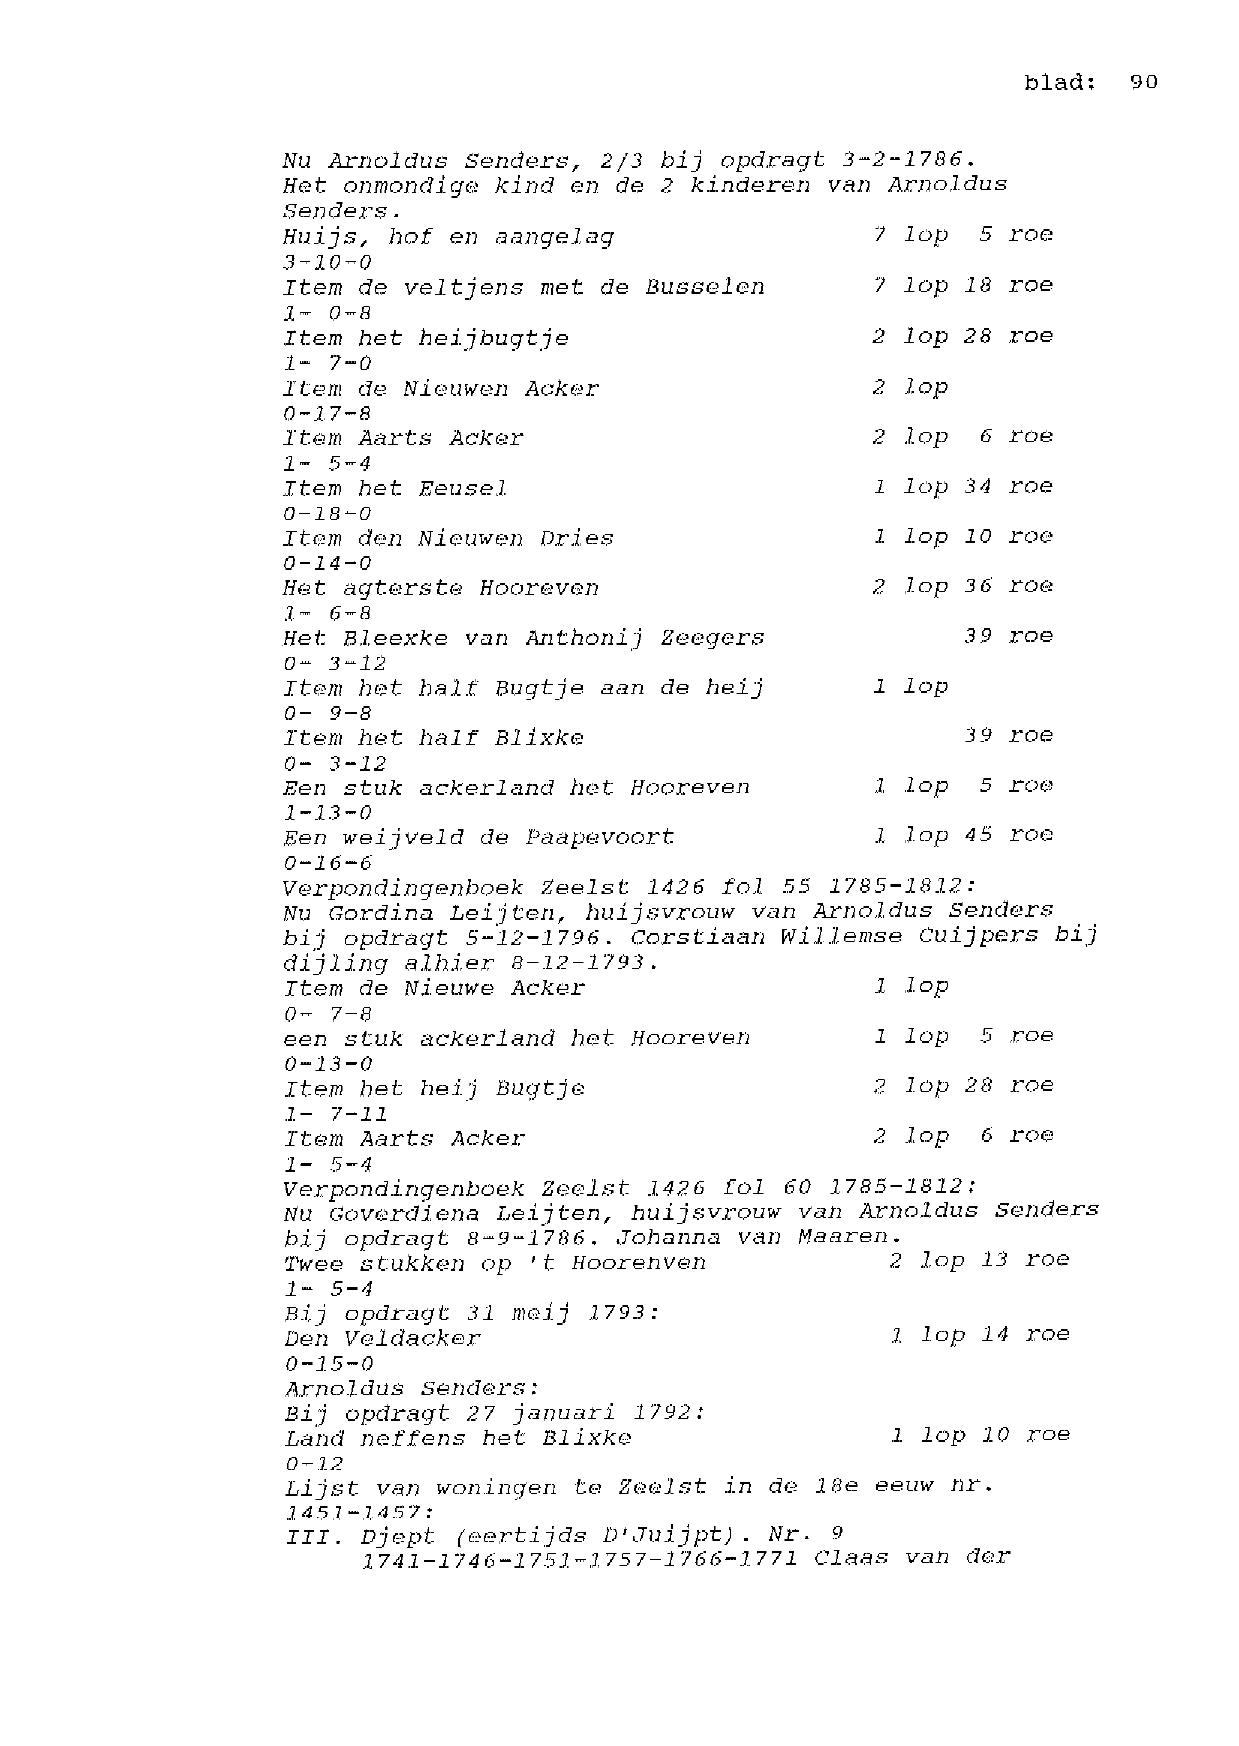 blad: 90
Nu Arnoldus Senders, 2/3 bij opdragt 3-2-1786.
Het onmondige kind en de 2 kinderen van Arnoldus
Senders.
Huijs, hof en aangelag 7 lop 5 roe
3-10-0
Item de veltjens met de Busselen 7 lop 18 roe
1- 0-8
Item het heijbugtje 2 lop 28 roe
1- 7-0
Item de Nieuwen Acker 2 lop
0-17-8
Item Aarts Acker 2 lop 6 roe
1- 5-4
Item het Eeusel 1 lop 34 roe
0-18-0
Item den Nieuwen Dries 1 lop 10 roe
0-14-0
Het agterste Hooreven 2 lop 36 roe
1- 6-8
Het Bleexke van Anthonij Zeegers 39 roe
0- 3-12
Item het half Bugtje aan de heij 1 lop
0- 9-8
Item het half Blixke 39 roe
0- 3-12
Een stuk ackerland het Hooreven 1 lop 5 roe
1-13-0
Een weijveld de Paapevoort 1 lop 45 roe
0-16-6
Verpondingenboek Zeelst 1426 fol 55 1785-1812:
Nu Gordina Leijten, huijsvrouw van Arnoldus Senders
bij opdragt 5-12-1796. Corstiaan Willemse Cuijpers bij
dijling alhier 8-12-1793.
Item de Nieuwe Acker 1 lop
0- 7-8
een stuk ackerland het Hooreven 1 lop 5 roe
0-13-0
Item het heij Bugtje 2 lop 28 roe
1- 7-11
Item Aarts Acker 2 lop 6 roe
1- 5-4
Verpondingenboek Zeelst 1426 fol 60 1785-1812:
Nu Goverdiena Leijten, huijsvrouw van Arnoldus Senders
bij opdragt 8-9-1786. Johanna van Maaren.
Twee stukken op 't Hoorenven 2 lop 13 roe
1- 5-4
Bij opdragt 31 meij 1793:
Den Veldacker 1 lop 14 roe
0-15-0
Arnoldus Senders:
Bij opdragt 27 januari 1792:
Land neffens het Blixke 1 lop 10 roe
0-12
Lijst van woningen te Zeelst in de 18e eeuw nr.
1451-1457:
III. Djept (eertijds D'Juijpt). Nr. 9
1741-1746-1751-1757-1766-1771 Claas van der